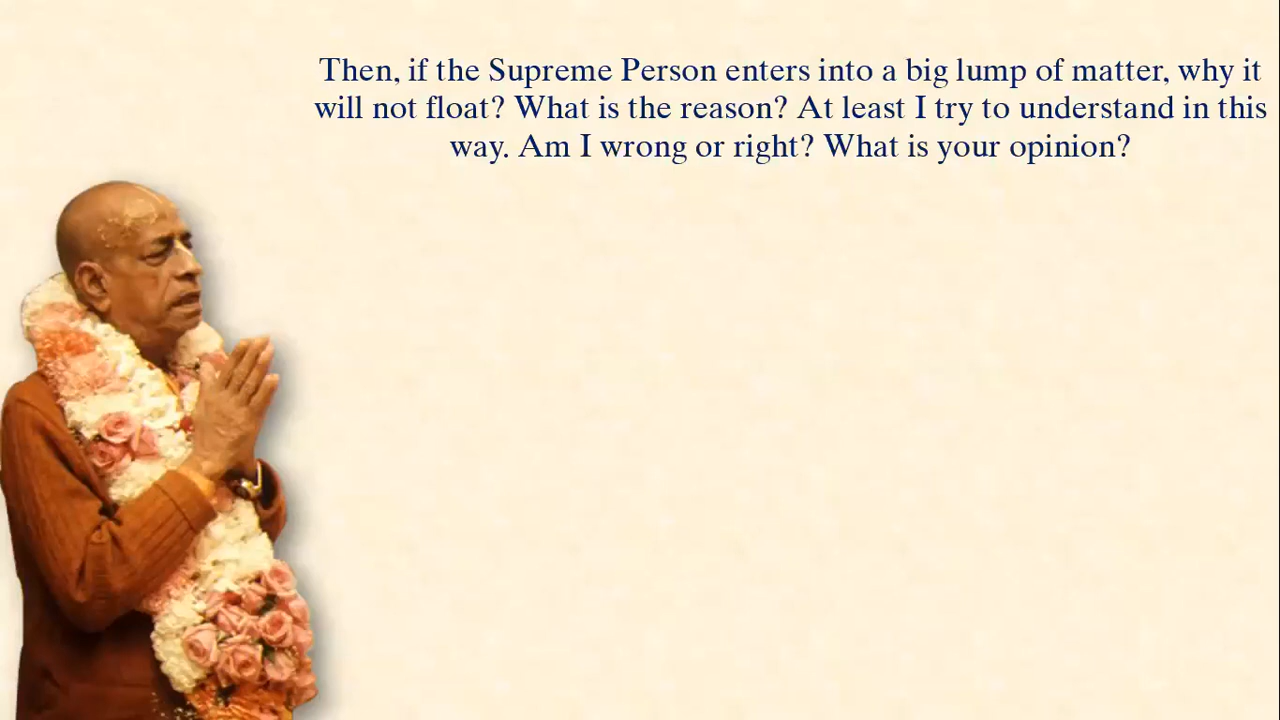 Then, if the Supreme Person enters into a big lump of matter, why it
will not float? What is the reason? At least I try to understand in this
way. Am I wrong or right? What is your opinion?